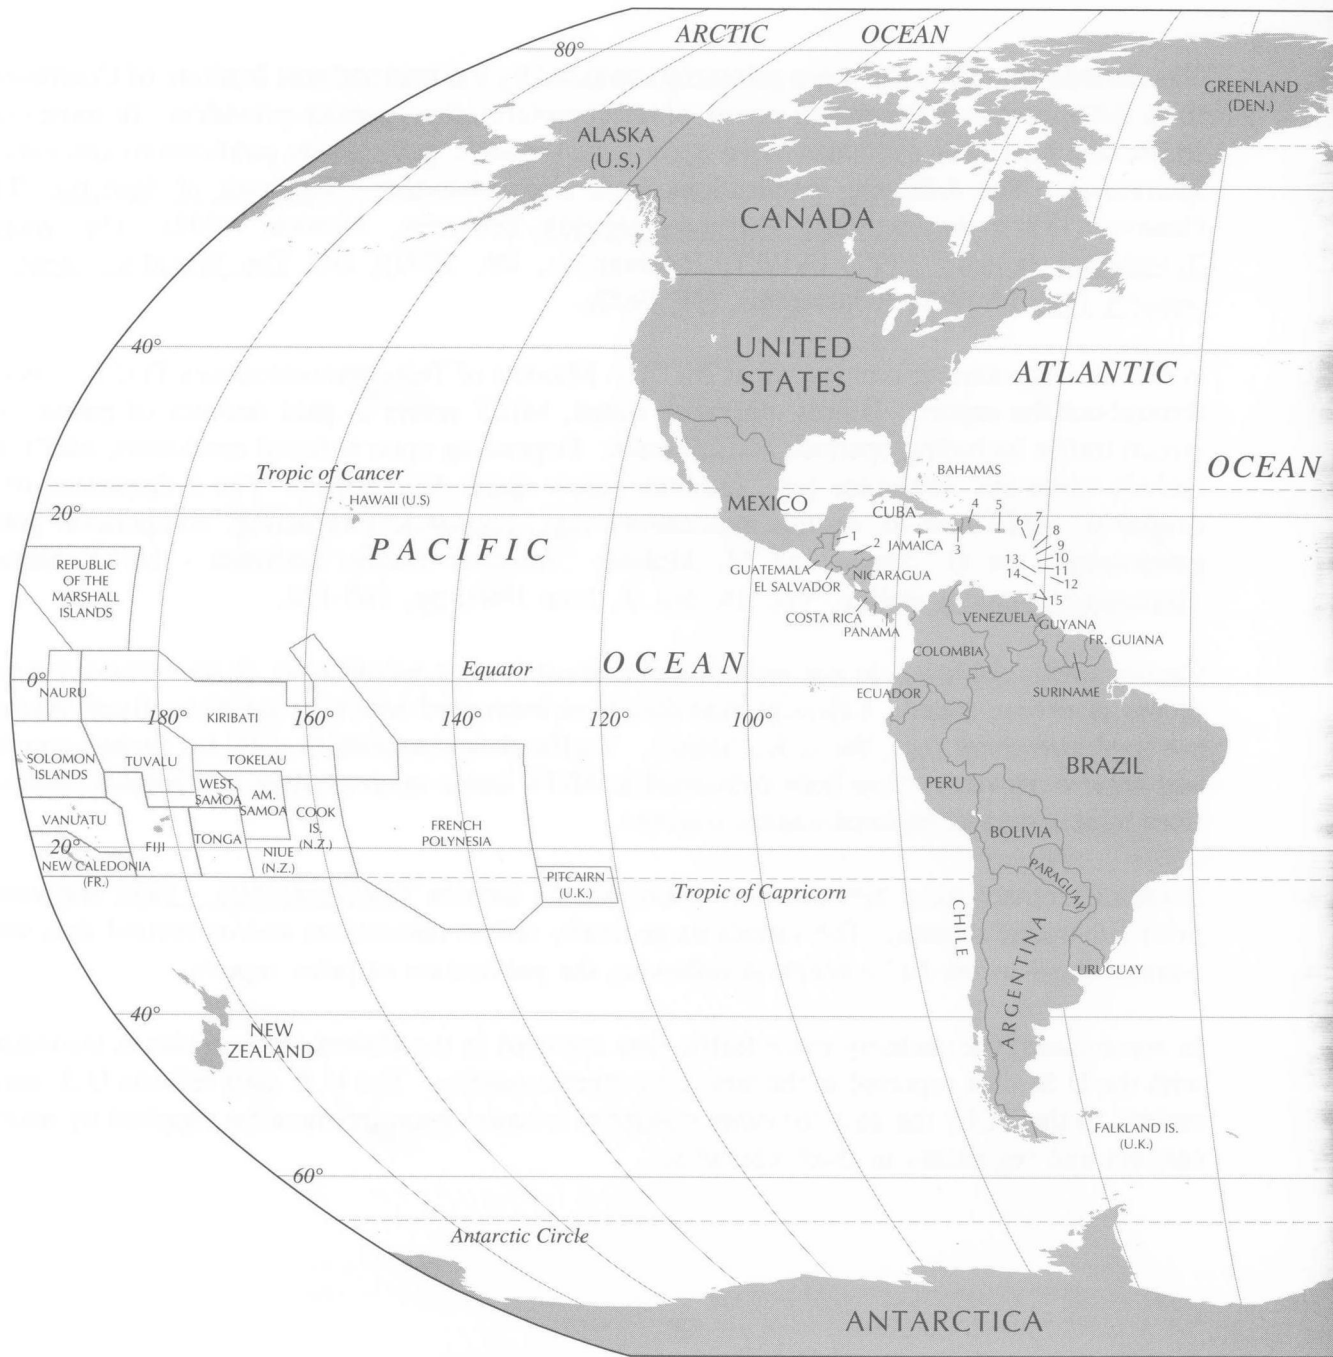 ARCTIC OCEAN
80°
GREENLAND
(DEN.)
ALASKA
(U.S.)
CANADA
40°
UNITED
STATES
ATLANTIC
OCEAN
Tropic of Cancer
BAHAMAS
HAWAII (U.S)
MEXICO
CUBA
20°
PACIFIC
1
2
JAMAICA
3
4
5
6
7
8
9
10
11
12
13
14
15
REPUBLIC
OF THE
MARSHALL
ISLANDS
GUATEMALA
EL SALVADOR
NICARAGUA
COSTA RICA
PANAMA
VENEZUELA
GUYANA
FR. GUIANA
COLOMBIA
SURINAME
OCEAN
Equator
ECUADOR
0°
NAURU
180°
KIRIBATI
160°
140°
120°
100°
SOLOMON
ISLANDS
TUVALU
TOKELAU
WEST.
SAMOA
AM.
SAMOA
COOK
IS.
(N.Z.)
PERU
BRAZIL
VANUATU
FIJI
TONGA
NIUE
(N.Z.)
FRENCH
POLYNESIA
BOLIVIA
20°
NEW CALEDONIA
(FR.)
PITCAIRN
(U.K.)
Tropic of Capricorn
PARAGUAY
CHILE
ARGENTINA
URUGUAY
40°
NEW
ZEALAND
FALKLAND IS.
(U.K.)
60°
Antarctic Circle
ANTARCTICA